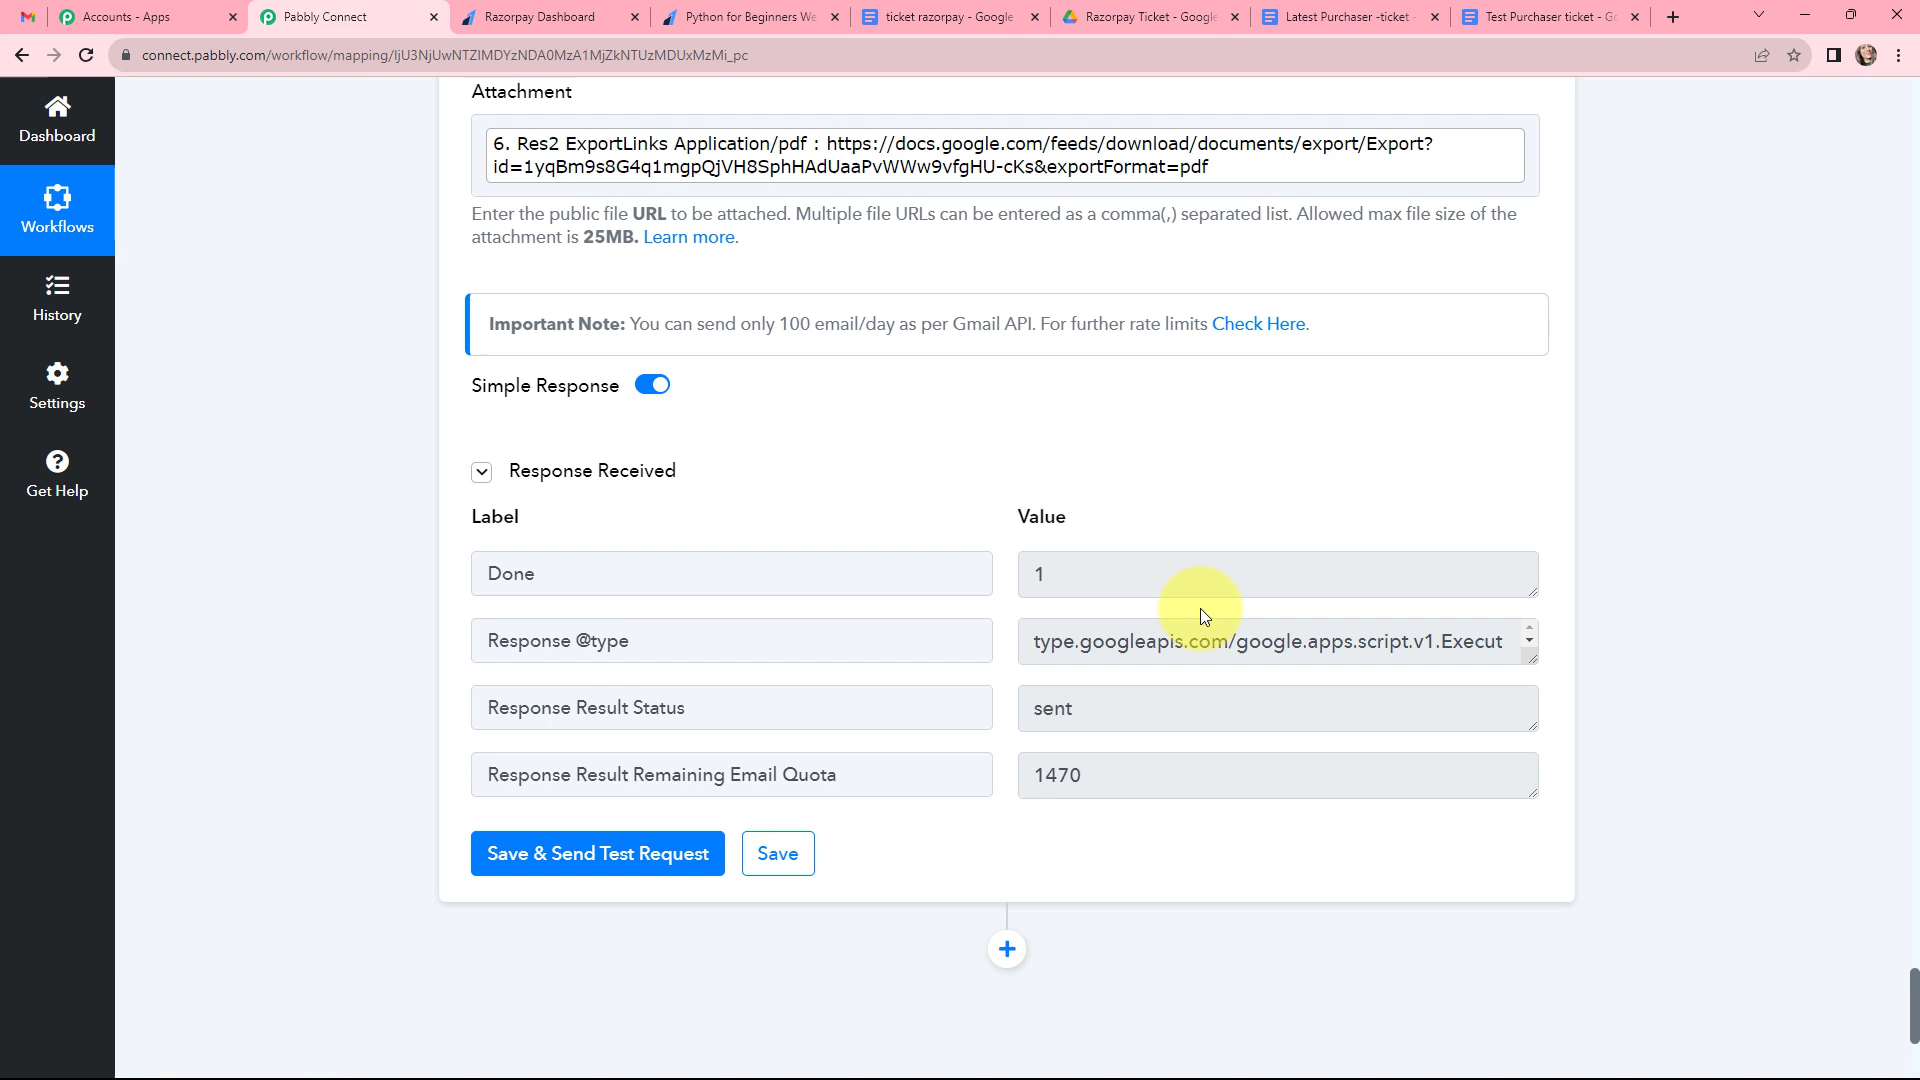 Accounts - Apps
Pabbly Connect
Razorpay Dashboard
Python for Beginners We
ticket razorpay - Google
Razorpay Ticket - Google
Latest Purchaser -ticket -
Test Purchaser ticket - Go
connect.pabbly.com/workflow/mapping/IjU3NjUwNTZlMDYzNDA0MzA1MjZkNTUzMDUxMzMi_pc
Dashboard
Workflows
History
Settings
Get Help
Attachment
6. Res2 ExportLinks Application/pdf : https://docs.google.com/feeds/download/documents/export/Export?
id=1yqBm9s8G4q1mgpQjVH8SphHAdUaaPvWWw9vfgHU-cKs&exportFormat=pdf
Enter the public file URL to be attached. Multiple file URLs can be entered as a comma(,) separated list. Allowed max file size of the
attachment is 25MB. Learn more.
Important Note: You can send only 100 email/day as per Gmail API. For further rate limits Check Here.
Simple Response
Response Received
Label Value
Done 1
Response @type type.googleapis.com/google.apps.script.v1.Execut
Response Result Status sent
Response Result Remaining Email Quota 1470
Save & Send Test Request Save